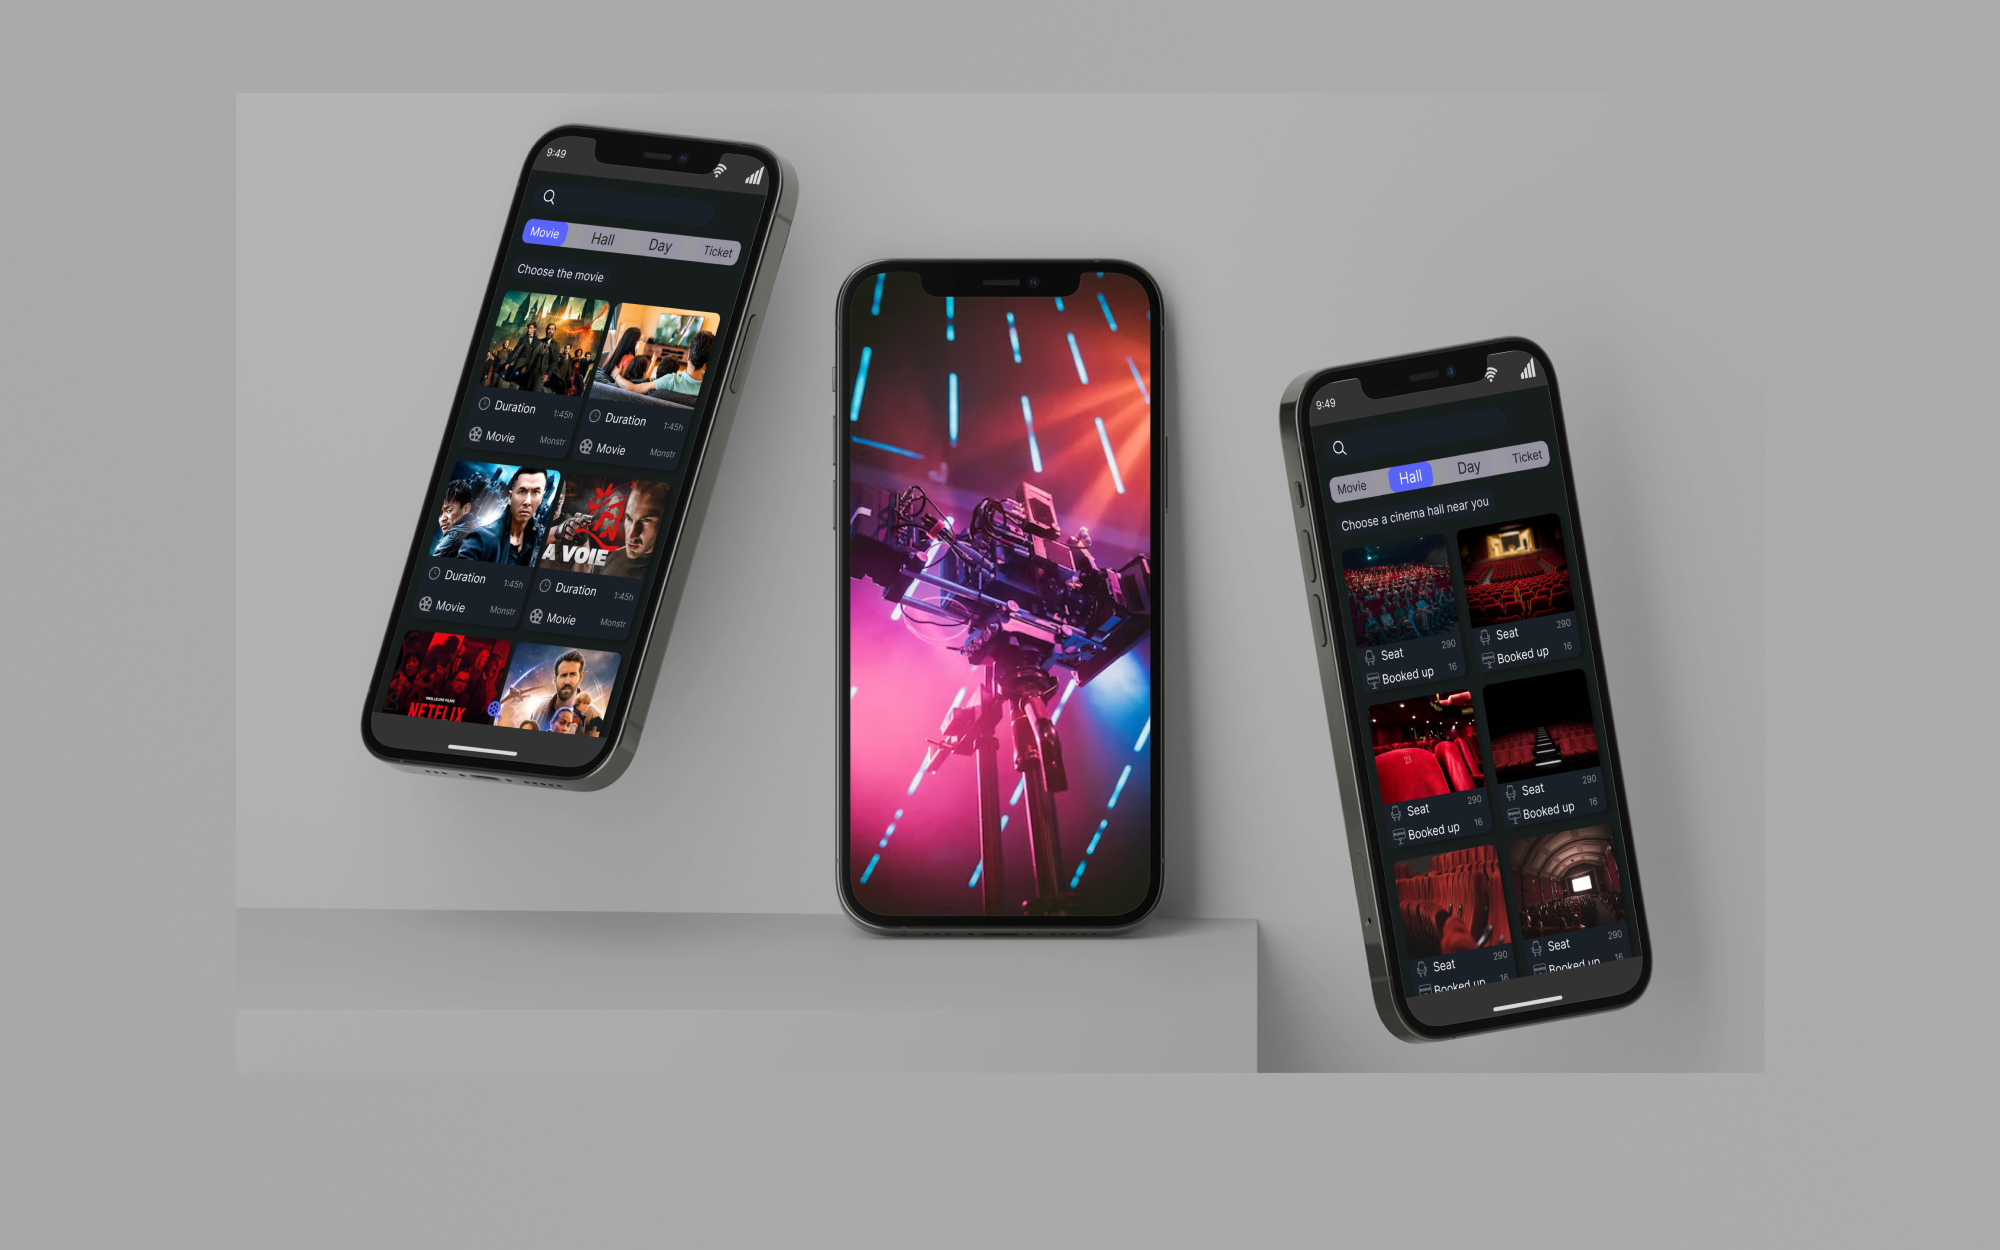 9:49
Movie Hall Day Ticket
Choose the movie
Duration 1:45h
Movie Monstr
Duration 1:45h
Movie Monstr
A VOIE
Duration 1:45h
Movie Monstr
Duration 1:45h
Movie Monstr
NETFLIX
9:49
Movie Hall Day Ticket
Choose a cinema hall near you
Seat 290
Booked up 16
Seat 290
Booked up 16
23
Seat 290
Booked up 16
Seat 290
Booked up 16
Seat 290
Booked up 16
Seat 290
Booked up 16